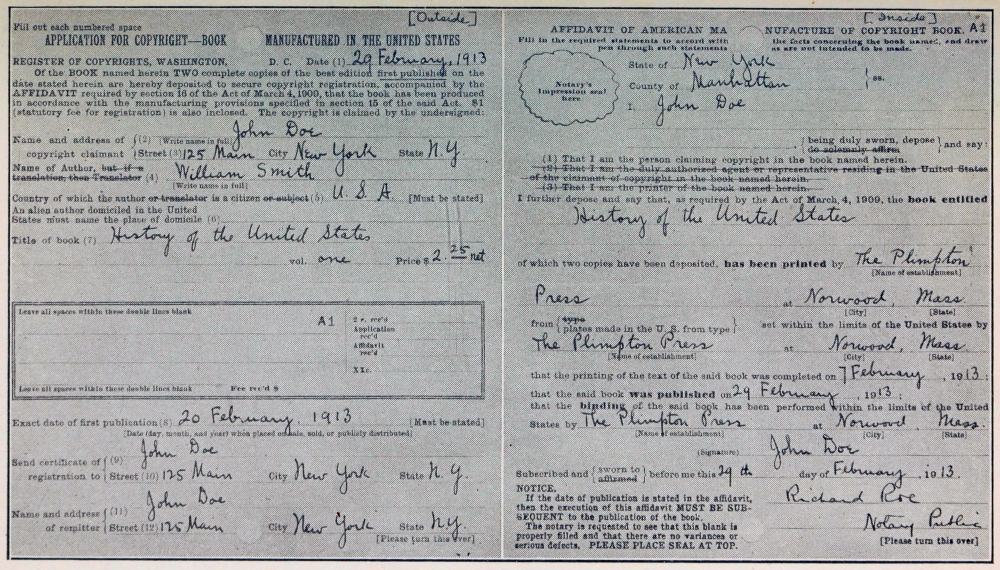 [Outside]
Fill out each numbered space
APPLICATION FOR COPYRIGHT—BOOK MANUFACTURED IN THE UNITED STATES
REGISTER OF COPYRIGHTS, WASHINGTON, D. C. Date (1) 29 February, 1913
Of the BOOK named herein TWO complete copies of the best edition first published on the
date stated herein are hereby deposited to secure copyright registration, accompanied by the
AFFIDAVIT required by section 16 of the Act of March 4, 1909, that the book has been produced
in accordance with the manufacturing provisions specified in section 15 of the said Act. $1
(statutory fee for registration) is also inclosed. The copyright is claimed by the undersigned:
John Doe
Name and address of (2) [Write name in full]
copyright claimant Street (3) 125 Main City New York State N.Y.
Name of Author, but if a
translation, then Translator (4) William Smith
[Write name in full]
Country of which the author or translator is a citizen or subject (5) U. S. A. [Must be stated]
An alien author domiciled in the United
States must name the place of domicile (6)
Title of book (7) History of the United States
vol. one Price $ 2.25 net
Leave all spaces within these double lines blank
A1
2 c. rec'd
Application
rec'd
Affidavit
rec'd
XXc.
Leave all spaces within these double lines blank Fee rec'd $
Exact date of first publication (8) 20 February, 1913 [Must be stated]
[Date (day, month, and year) when placed on sale, sold, or publicly distributed]
Send certificate of (9) John Doe
registration to Street (10) 125 Main City New York State N.Y.
Name and address (11) John Doe
of remitter Street (12) 125 Main City New York State N.Y.
[Please turn this over]
[Inside]
AFFIDAVIT OF AMERICAN MANUFACTURE OF COPYRIGHT BOOK. A1
Fill in the required statements to accord with the facts concerning the book named, and draw
pen through such statements as are not intended to be made.
Notary's
Impression seal
here
State of New York
County of Manhattan ss.
I, John Doe
being duly sworn, depose
do solemnly affirm and say:
(1) That I am the person claiming copyright in the book named herein.
(2) That I am the duly authorized agent or representative residing in the United States
of the claimant of copyright in the book named herein.
(3) That I am the printer of the book named herein.
I further depose and say that, as required by the Act of March 4, 1909, the book entitled
History of the United States
of which two copies have been deposited, has been printed by The Plimpton
[Name of establishment]
Press at Norwood, Mass.
[City] [State]
from type
plates made in the U. S. from type set within the limits of the United States by
The Plimpton Press at Norwood, Mass.
[Name of establishment] [City] [State]
that the printing of the text of the said book was completed on 7 February, 1913;
that the said book was published on 29 February, 1913;
that the binding of the said book has been performed within the limits of the United
States by The Plimpton Press at Norwood, Mass.
[Name of establishment] [City] [State]
(Signature) John Doe
Subscribed and sworn to
affirmed before me this 29 th day of February, 1913.
NOTICE.
If the date of publication is stated in the affidavit,
then the execution of this affidavit MUST BE SUB-
SEQUENT to the publication of the book.
The notary is requested to see that this blank is
properly filled and that there are no variances or
serious defects. PLEASE PLACE SEAL AT TOP.
Richard Roe
Notary Public
[Please turn this over]